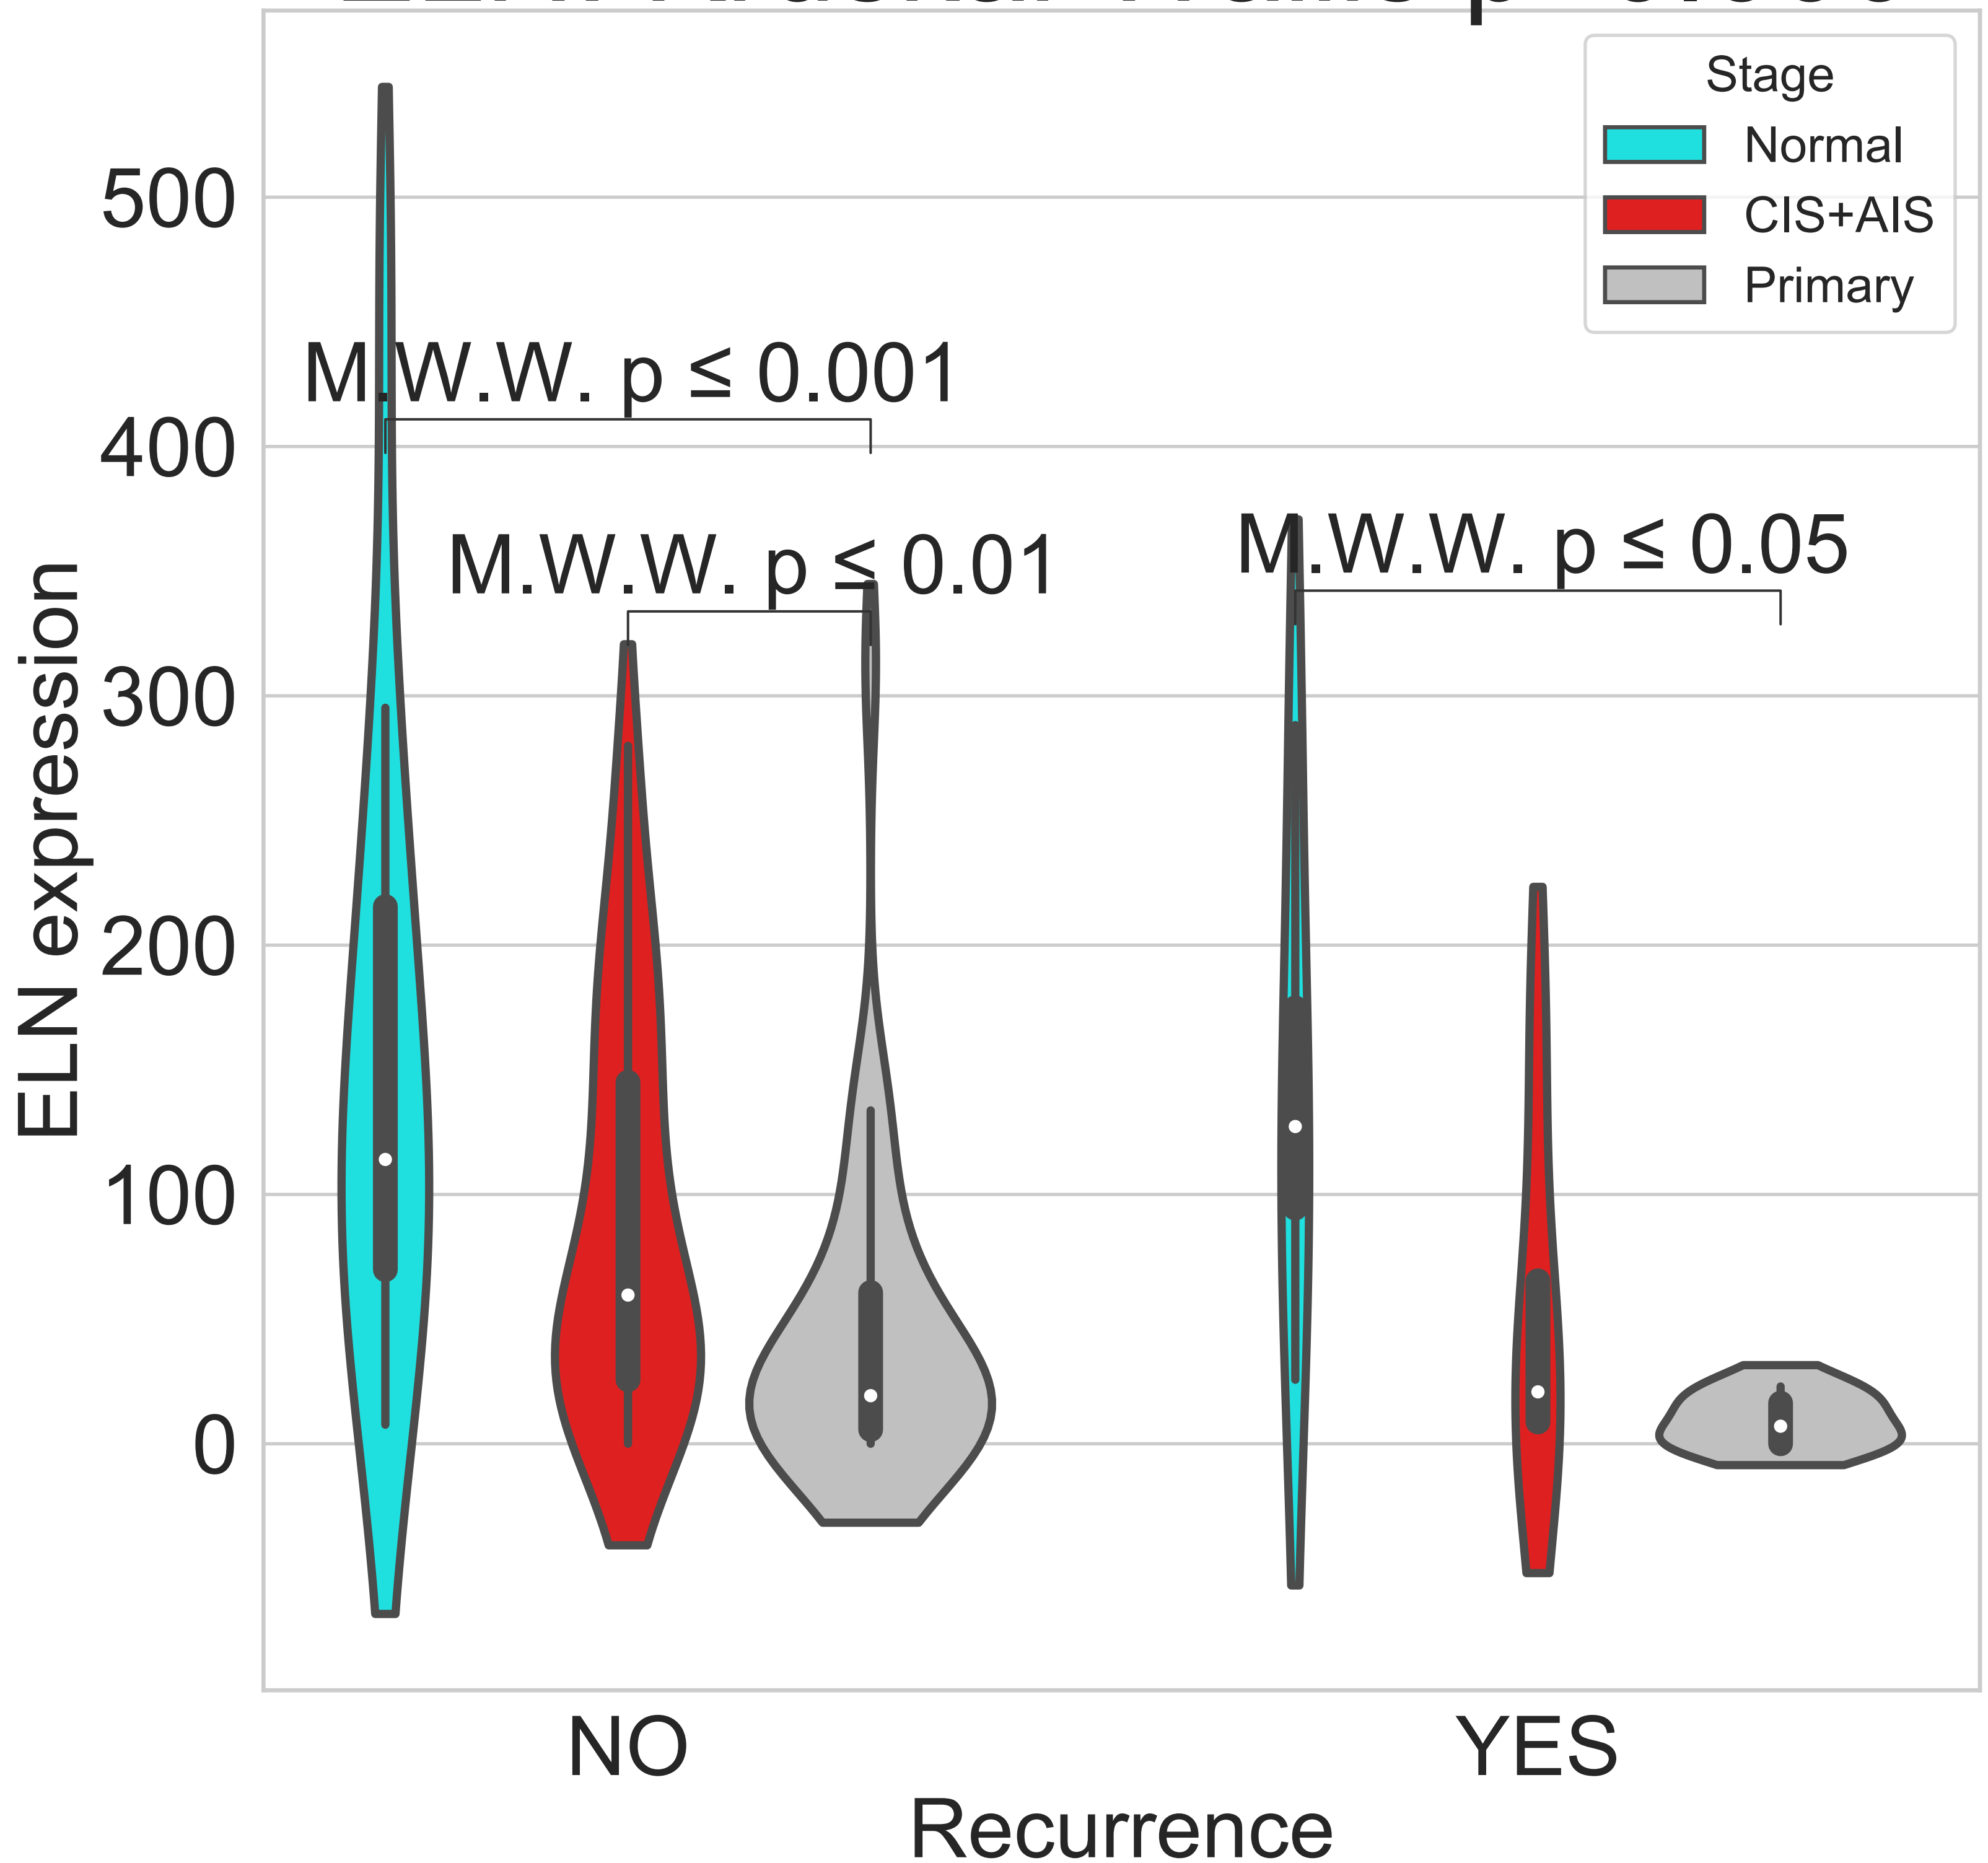 Stage
Normal
CIS+AIS
Primary
500
400
300
200
100
0
ELN expression
M.W.W. p ≤ 0.001
M.W.W. p ≤ 0.01
M.W.W. p ≤ 0.05
NO
YES
Recurrence